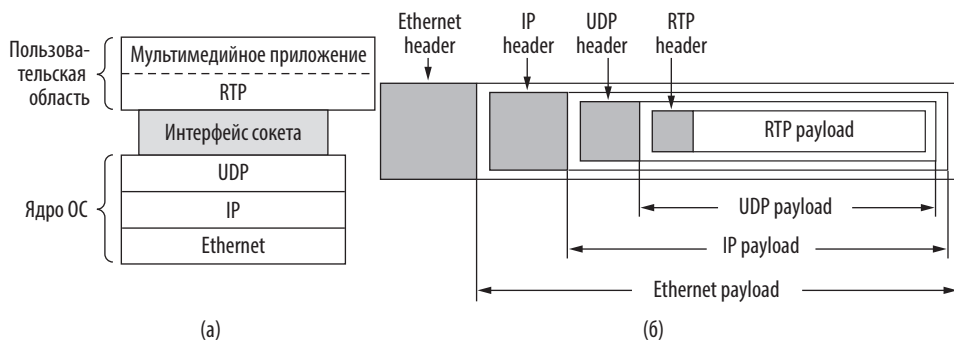 Пользова-
тельская
область
Мультимедийное приложение
RTP
Интерфейс сокета
Ядро ОС
UDP
IP
Ethernet
(а)
Ethernet
header
IP
header
UDP
header
RTP
header
RTP payload
UDP payload
IP payload
Ethernet payload
(б)